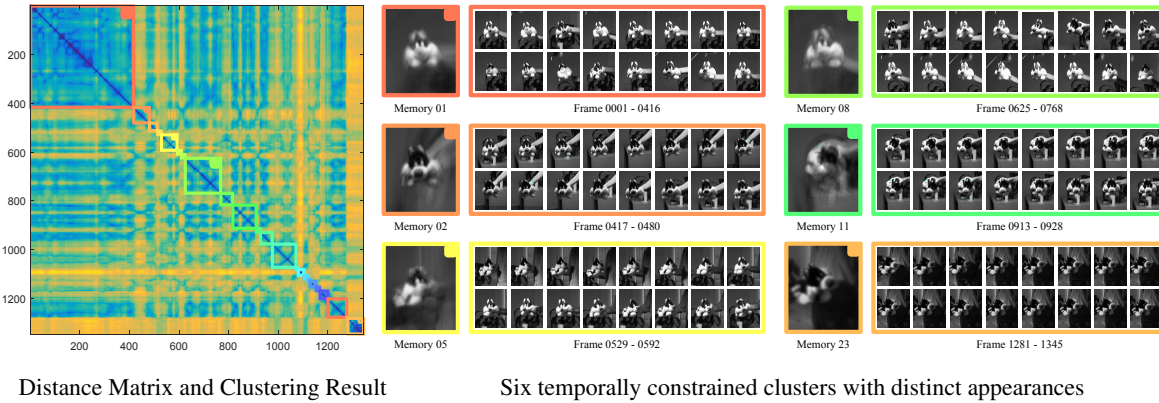 200
400
600
800
1000
1200
200 400 600 800 1000 1200
Memory 01
Frame 0001 - 0416
Memory 08
Frame 0625 - 0768
Memory 02
Frame 0417 - 0480
Memory 11
Frame 0913 - 0928
Memory 05
Frame 0529 - 0592
Memory 23
Frame 1281 - 1345
Distance Matrix and Clustering Result
Six temporally constrained clusters with distinct appearances